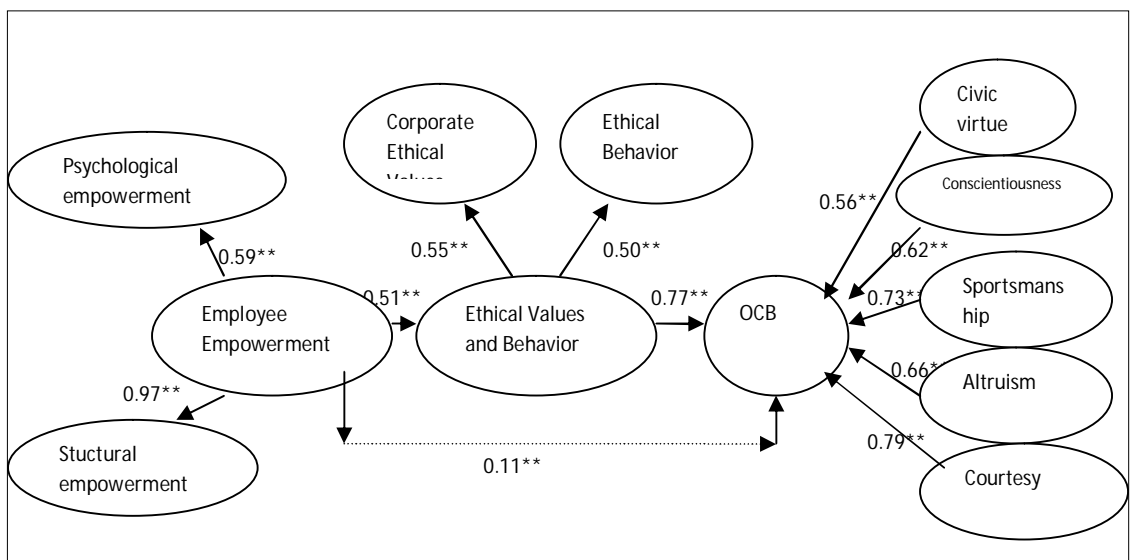 Civic
virtue
Corporate
Ethical
Values
Ethical
Behavior
Psychological
empowerment
Conscientiousness
0.56**
0.59**
0.55**
0.50**
0.62**
Employee
Empowerment
0.51**
Ethical Values
and Behavior
0.77**
OCB
0.73**
Sportsmans
hip
0.97**
0.66**
Altruism
Stuctural
empowerment
0.11**
0.79**
Courtesy